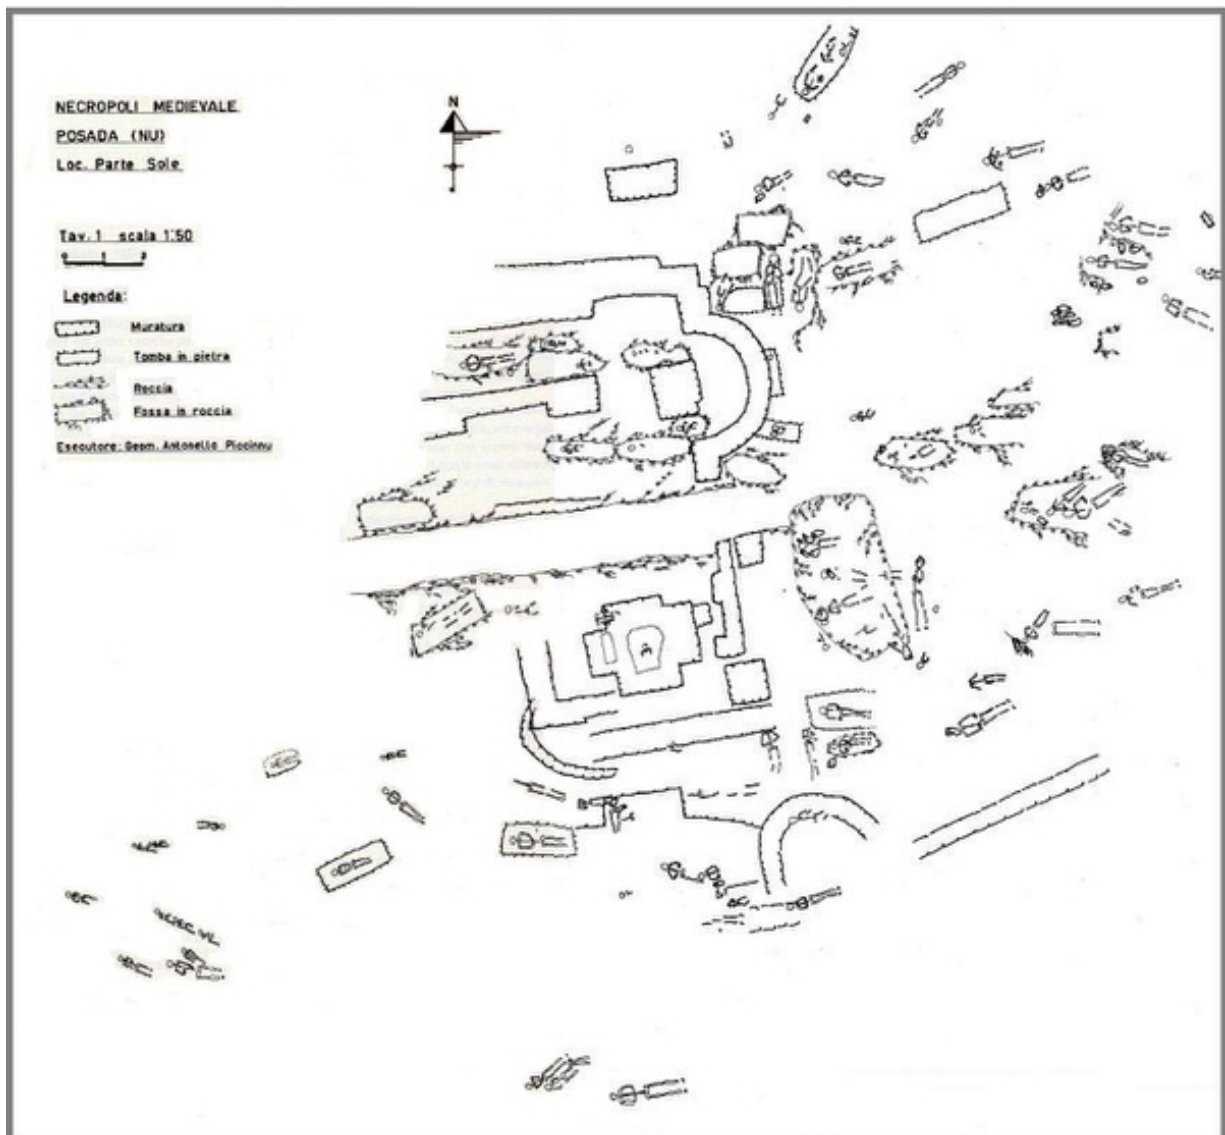 NECROPOLI MEDIEVALE
POSADA (NU)
Loc. Parte Sole
N
Tav. 1 scala 1:50
Legenda:
Muratura
Tomba in pietra
Roccia
Fossa in roccia
Esecutore: Geom. Antonello Piccinnu